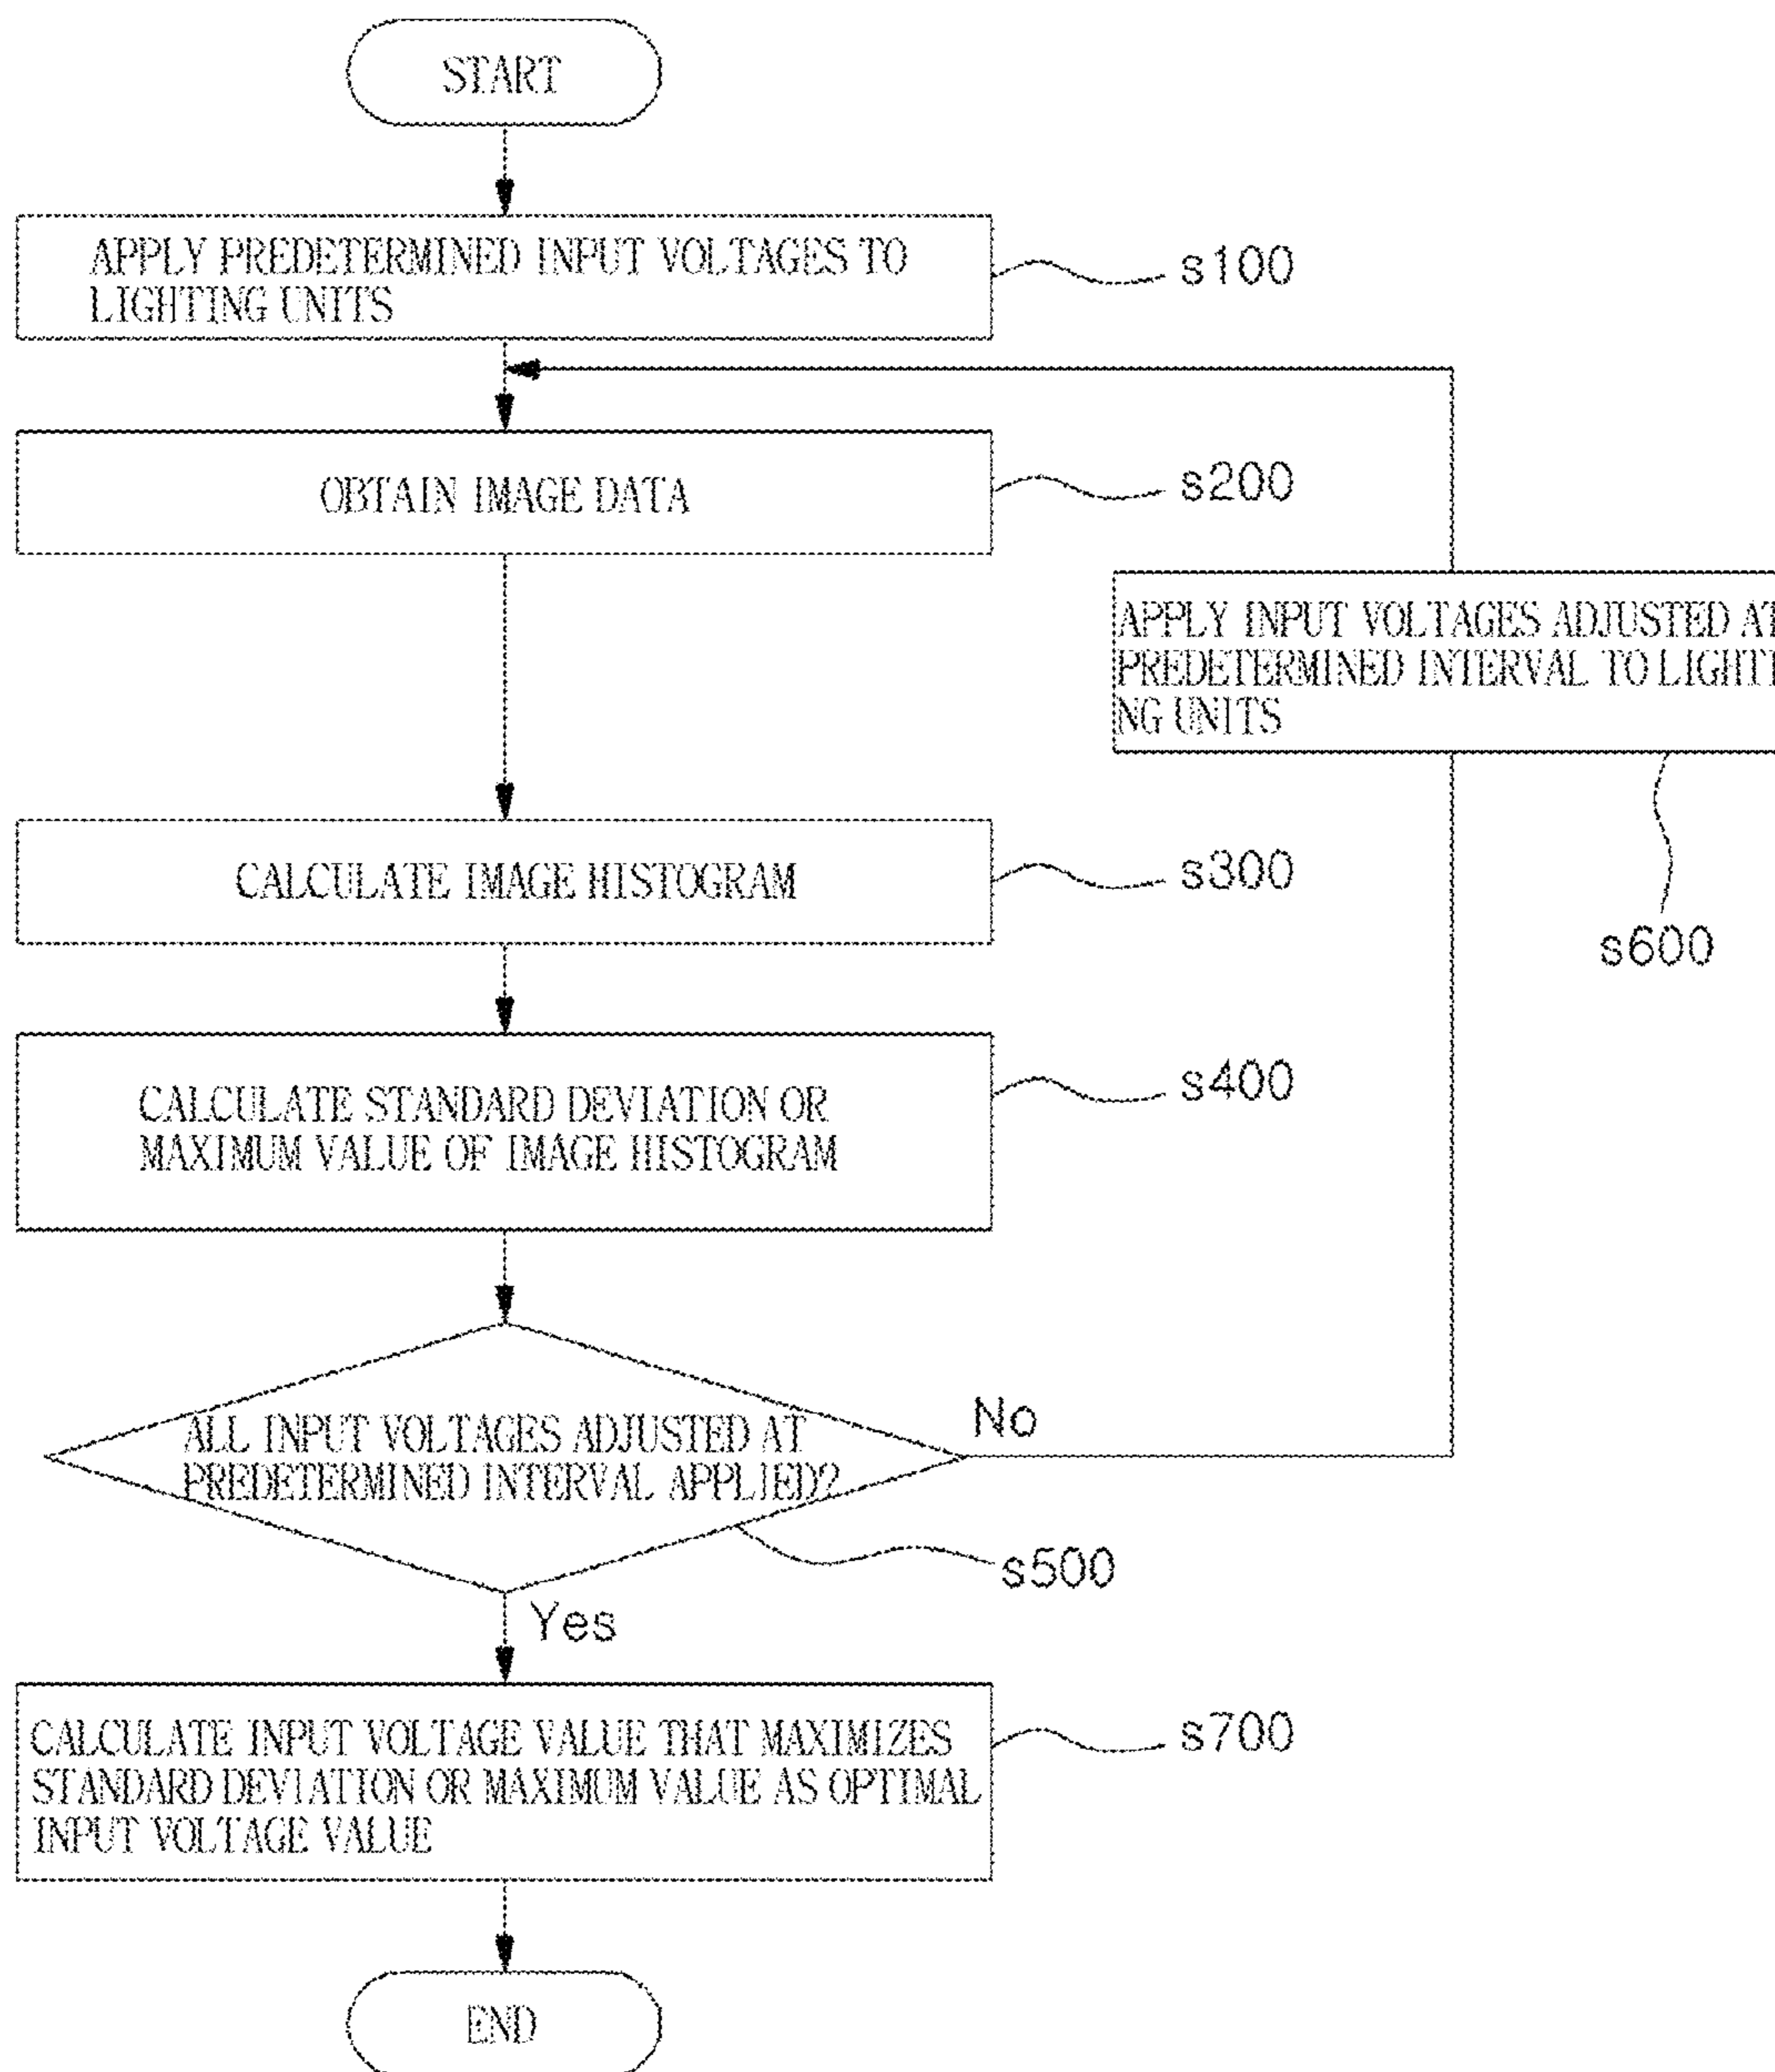 START
APPLY PREDETERMINED INPUT VOLTAGES TO
LIGHTING UNITS
s100
OBTAIN IMAGE DATA
s200
APPLY INPUT VOLTAGES ADJUSTED AT
PREDETERMINED INTERVAL TO LIGHTI
NG UNITS
s600
CALCULATE IMAGE HISTOGRAM
s300
CALCULATE STANDARD DEVIATION OR
MAXIMUM VALUE OF IMAGE HISTOGRAM
s400
ALL INPUT VOLTAGES ADJUSTED AT
PREDETERMINED INTERVAL APPLIED?
No
s500
Yes
CALCULATE INPUT VOLTAGE VALUE THAT MAXIMIZES
STANDARD DEVIATION OR MAXIMUM VALUE AS OPTIMAL
INPUT VOLTAGE VALUE
s700
END